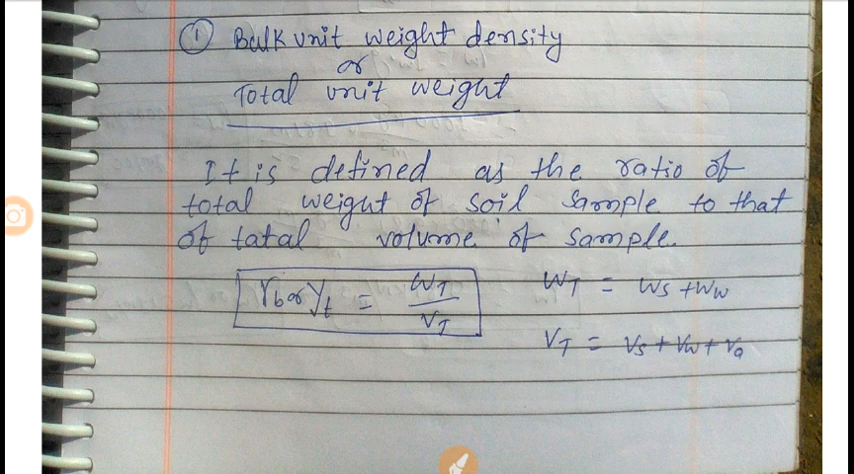 ① Bulk unit weight density
or
Total unit weight
It is defined as the ratio of
total weight of soil sample to that
of tatal volume of sample.
γb or γt = WT / VT
WT = Ws + Ww
VT = Vs + Vw + Va